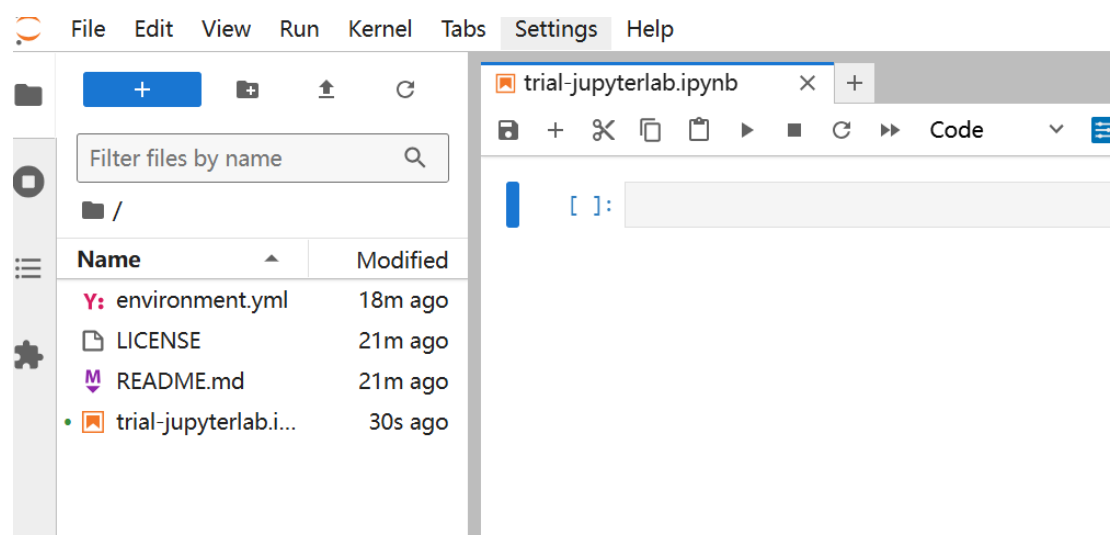 File Edit View Run Kernel Tabs Settings Help
trial-jupyterlab.ipynb
Code
Filter files by name
/
[ ]:
Name Modified
Y: environment.yml 18m ago
LICENSE 21m ago
M README.md 21m ago
trial-jupyterlab.i... 30s ago